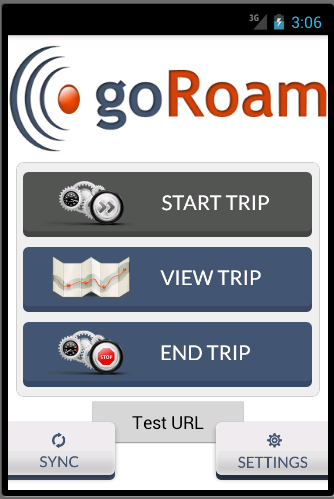 3G 3:06
goRoam
START TRIP
VIEW TRIP
STOP END TRIP
Test URL
SYNC SETTINGS